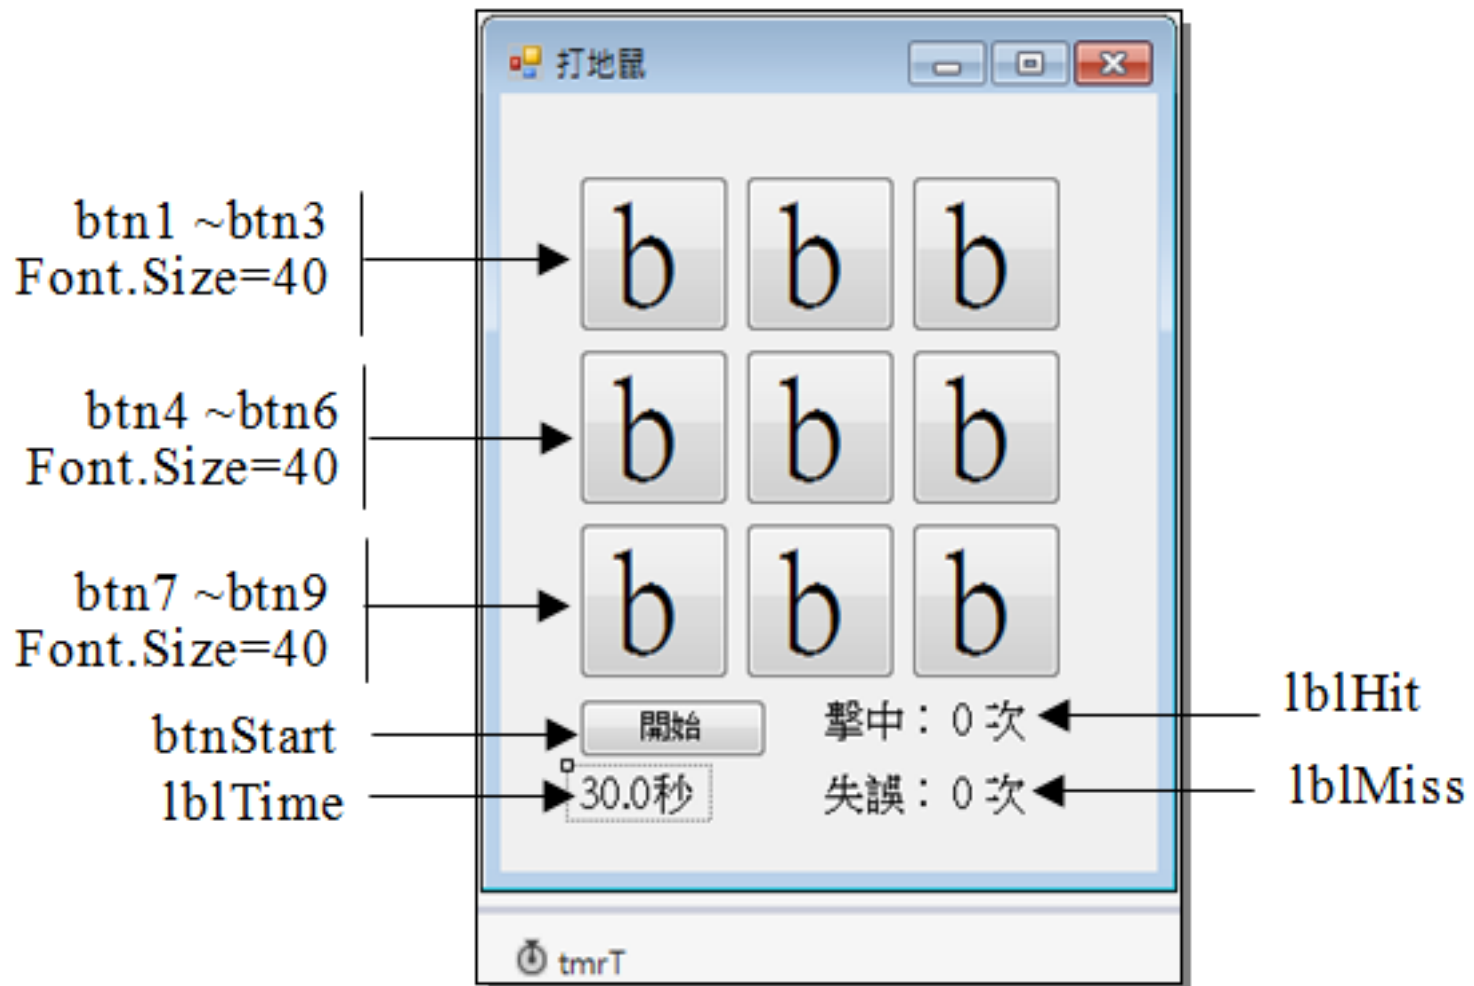 打地鼠
btn1 ~btn3
Font.Size=40
b b b
btn4 ~btn6
Font.Size=40
b b b
btn7 ~btn9
Font.Size=40
b b b
btnStart
開始
擊中：0 次
lblHit
lblTime
30.0秒
失誤：0 次
lblMiss
tmrT